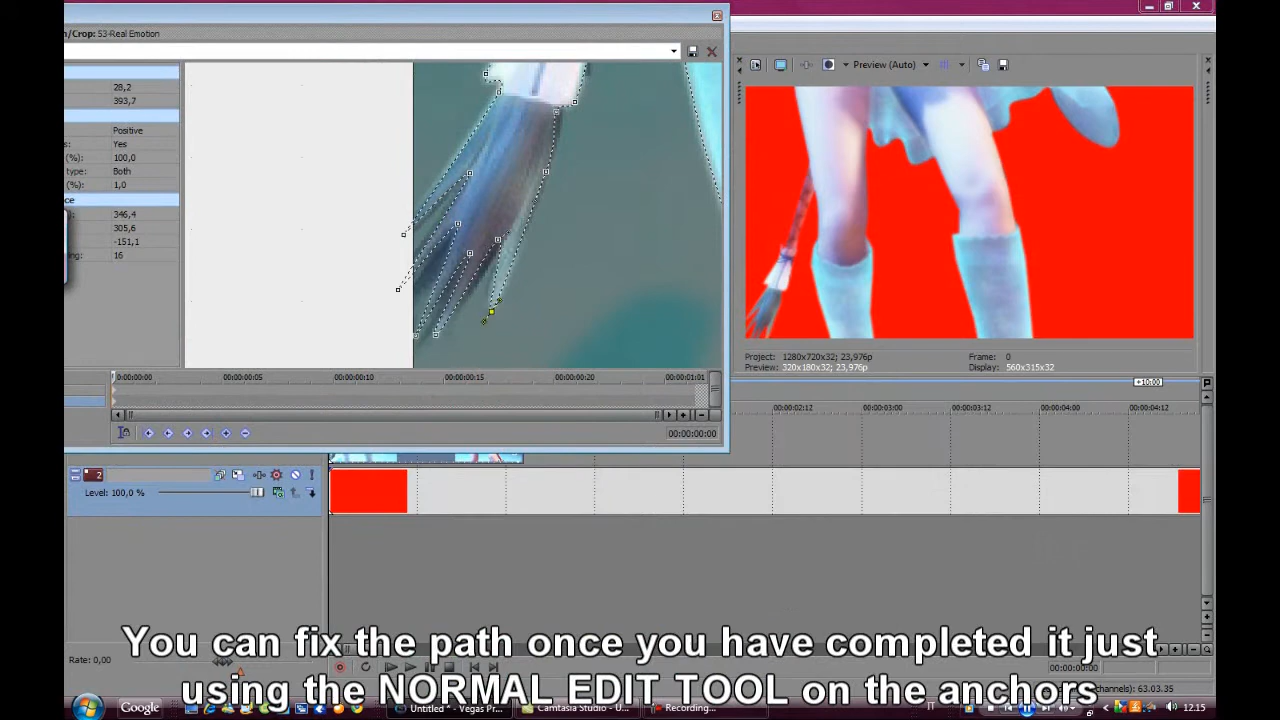 n/Crop: 53-Real Emotion
28,2
393,7
Positive
s: Yes
(%): 100,0
type: Both
(%): 1,0
ce
346,4
305,6
-151,1
16
Preview (Auto)
Project: 1280x720x32; 23,976p
Frame: 0
Preview: 320x180x32; 23,976p
Display: 560x315x32
0:00:00:00
00:00:00:05
00:00:00:10
00:00:00:15
00:00:00:20
00:00:01:01
+10:00
00:00:02:12
00:00:03:00
00:00:03:12
00:00:04:00
00:00:04:12
00:00:00:00
2
Level: 100,0 %
You can fix the path once you have completed it just
using the NORMAL EDIT TOOL on the anchors
Rate: 0,00
00:00:00:00
channels): 63.03.35
Google
Untitled * - Vegas Pr...
Camtasia Studio - U...
Recording...
IT
12.15